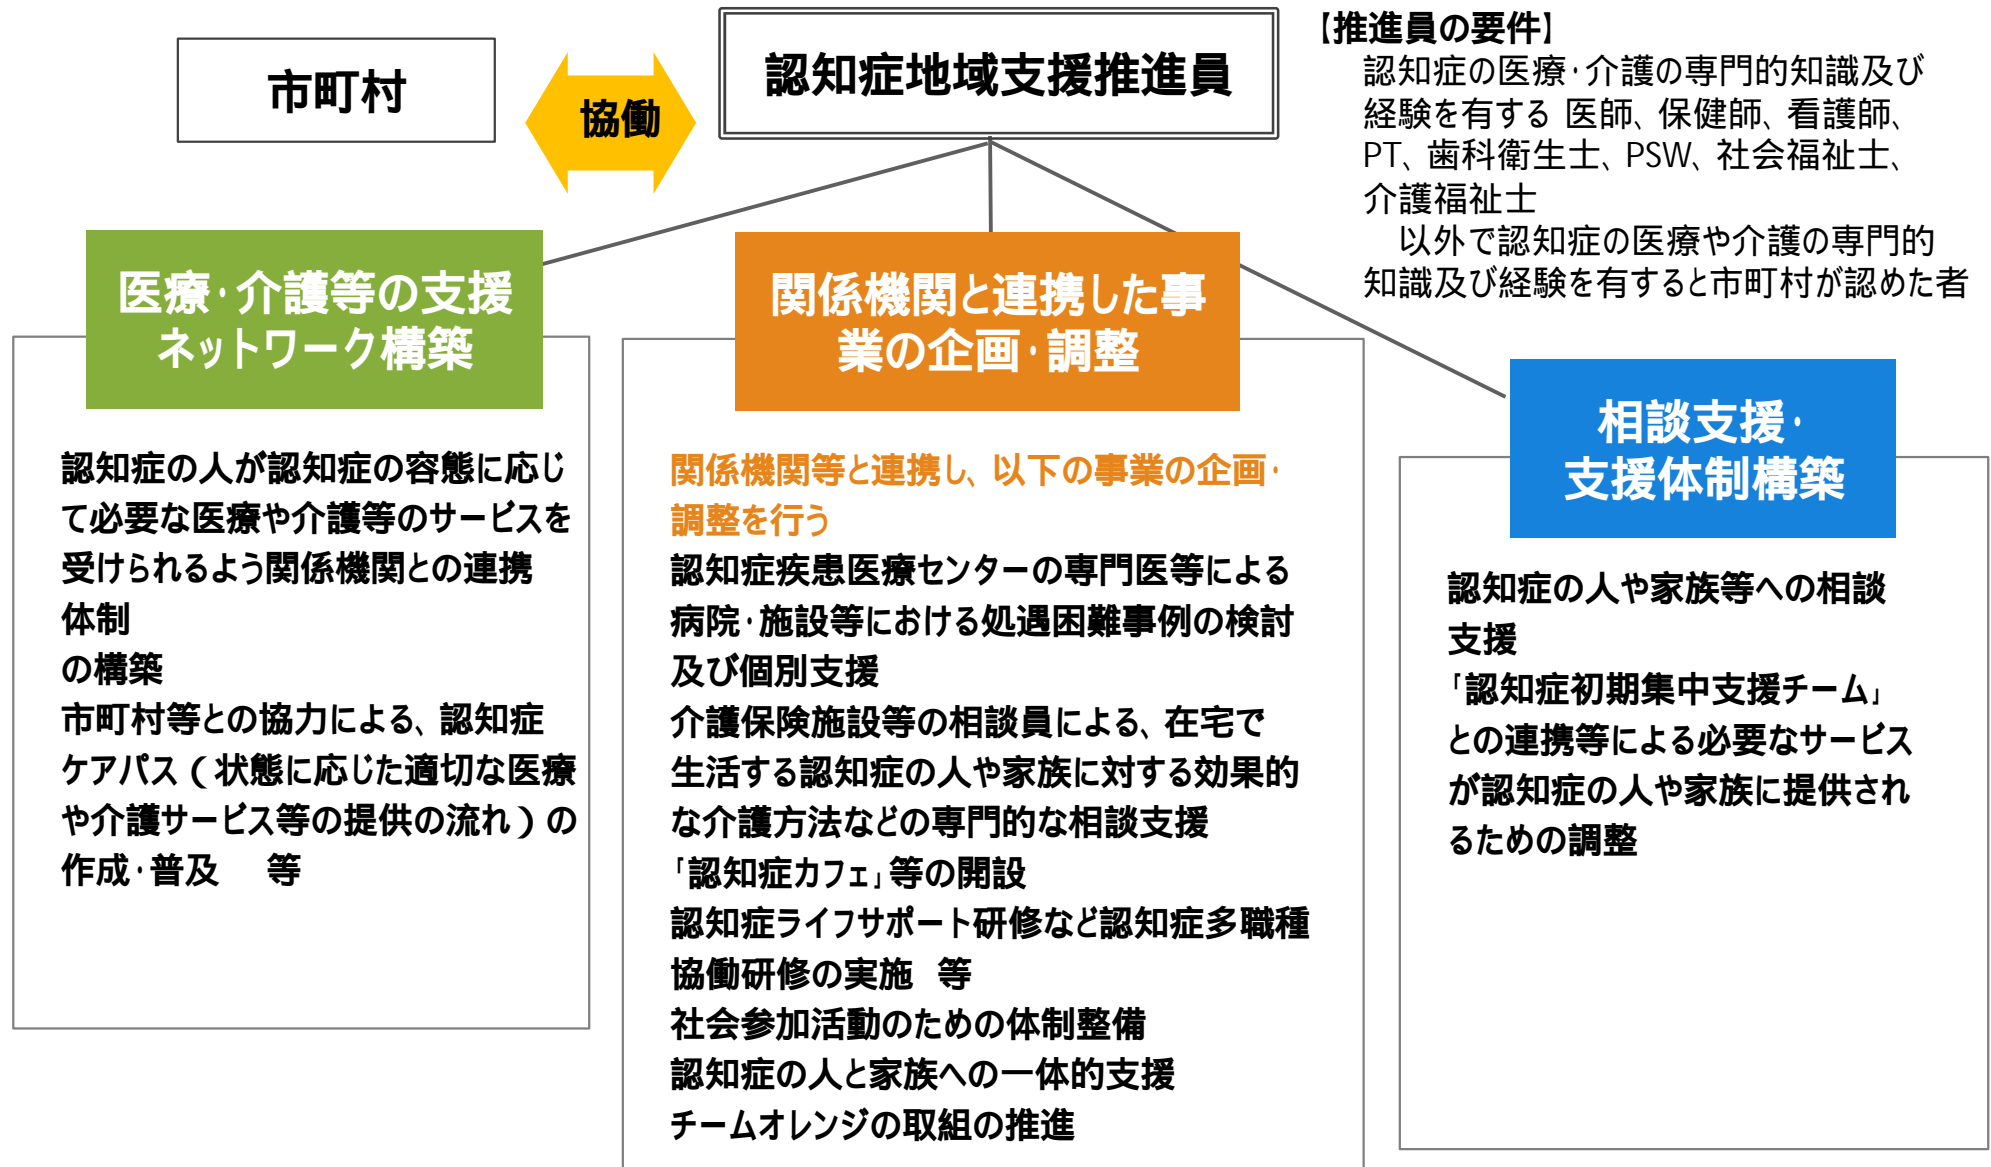 市町村
協働
認知症地域支援推進員
【推進員の要件】
認知症の医療・介護の専門的知識及び
経験を有する 医師、保健師、看護師、
PT、歯科衛生士、PSW、社会福祉士、
介護福祉士
以外で認知症の医療や介護の専門的
知識及び経験を有すると市町村が認めた者
医療・介護等の支援
ネットワーク構築
認知症の人が認知症の容態に応じ
て必要な医療や介護等のサービスを
受けられるよう関係機関との連携
体制
の構築
市町村等との協力による、認知症
ケアパス（状態に応じた適切な医療
や介護サービス等の提供の流れ）の
作成・普及　等
関係機関と連携した事
業の企画・調整
関係機関等と連携し、以下の事業の企画・
調整を行う
認知症疾患医療センターの専門医等による
病院・施設等における処遇困難事例の検討
及び個別支援
介護保険施設等の相談員による、在宅で
生活する認知症の人や家族に対する効果的
な介護方法などの専門的な相談支援
「認知症カフェ」等の開設
認知症ライフサポート研修など認知症多職種
協働研修の実施　等
社会参加活動のための体制整備
認知症の人と家族への一体的支援
チームオレンジの取組の推進
相談支援・
支援体制構築
認知症の人や家族等への相談
支援
「認知症初期集中支援チーム」
との連携等による必要なサービス
が認知症の人や家族に提供され
るための調整